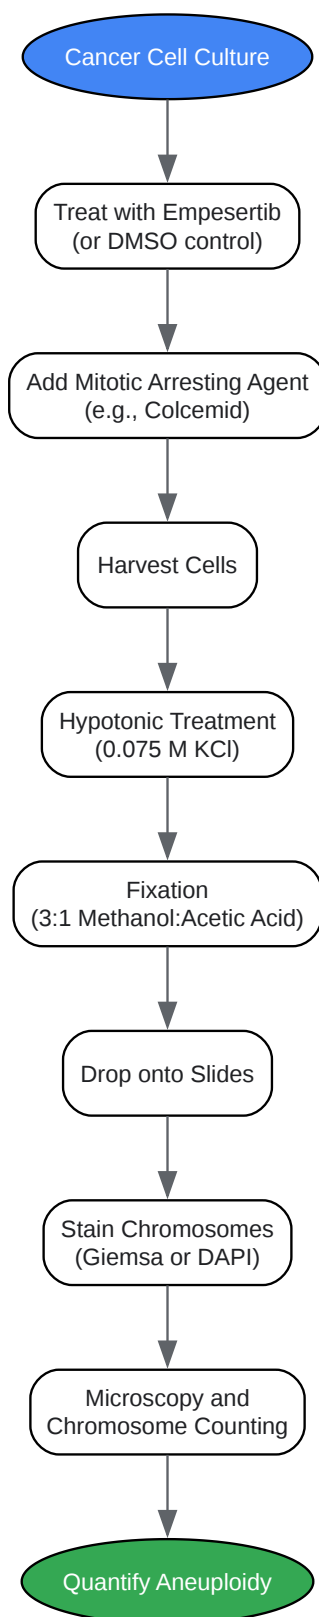 Cancer Cell Culture
Treat with Empesertib
(or DMSO control)
Add Mitotic Arresting Agent
(e.g., Colcemid)
Harvest Cells
Hypotonic Treatment
(0.075 M KCl)
Fixation
(3:1 Methanol:Acetic Acid)
Drop onto Slides
Stain Chromosomes
(Giemsa or DAPI)
Microscopy and
Chromosome Counting
Quantify Aneuploidy